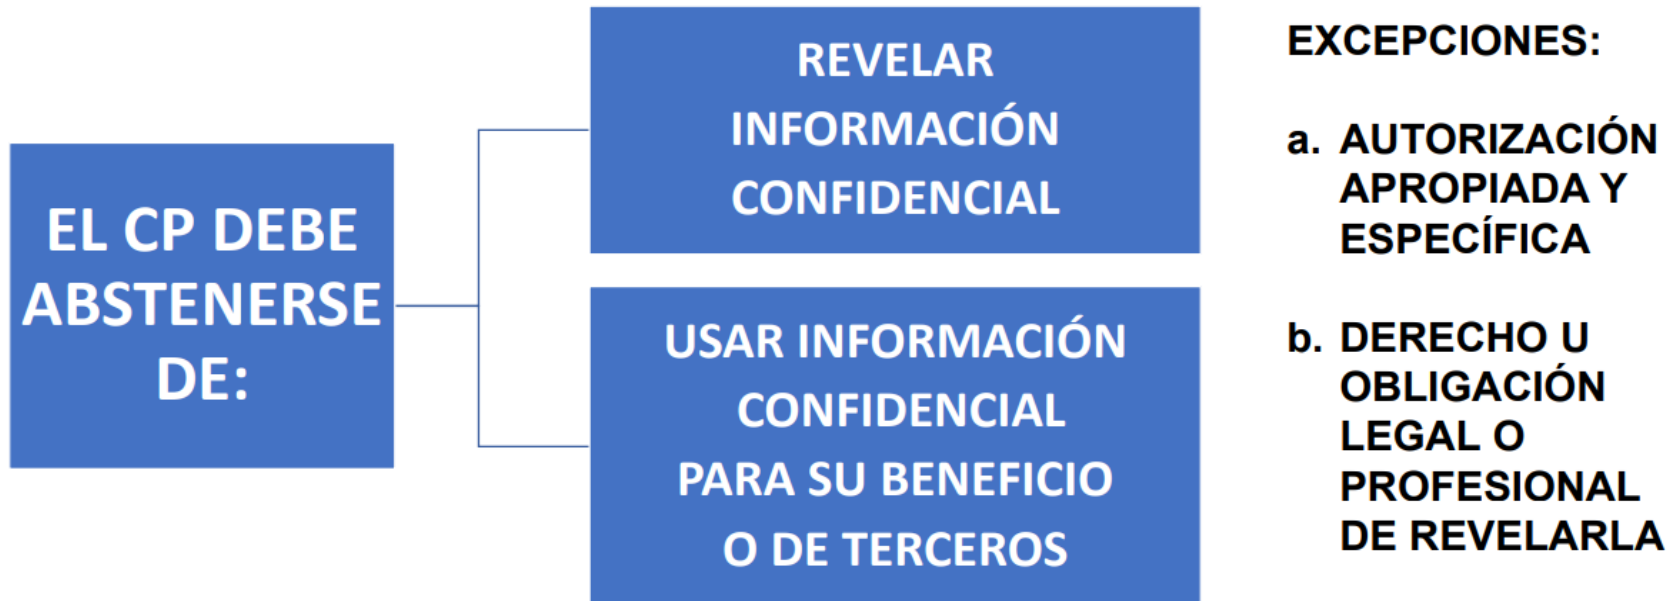 EL CP DEBE
ABSTENERSE
DE:
REVELAR
INFORMACIÓN
CONFIDENCIAL
USAR INFORMACIÓN
CONFIDENCIAL
PARA SU BENEFICIO
O DE TERCEROS
EXCEPCIONES:
a. AUTORIZACIÓN
APROPIADA Y
ESPECÍFICA
b. DERECHO U
OBLIGACIÓN
LEGAL O
PROFESIONAL
DE REVELARLA